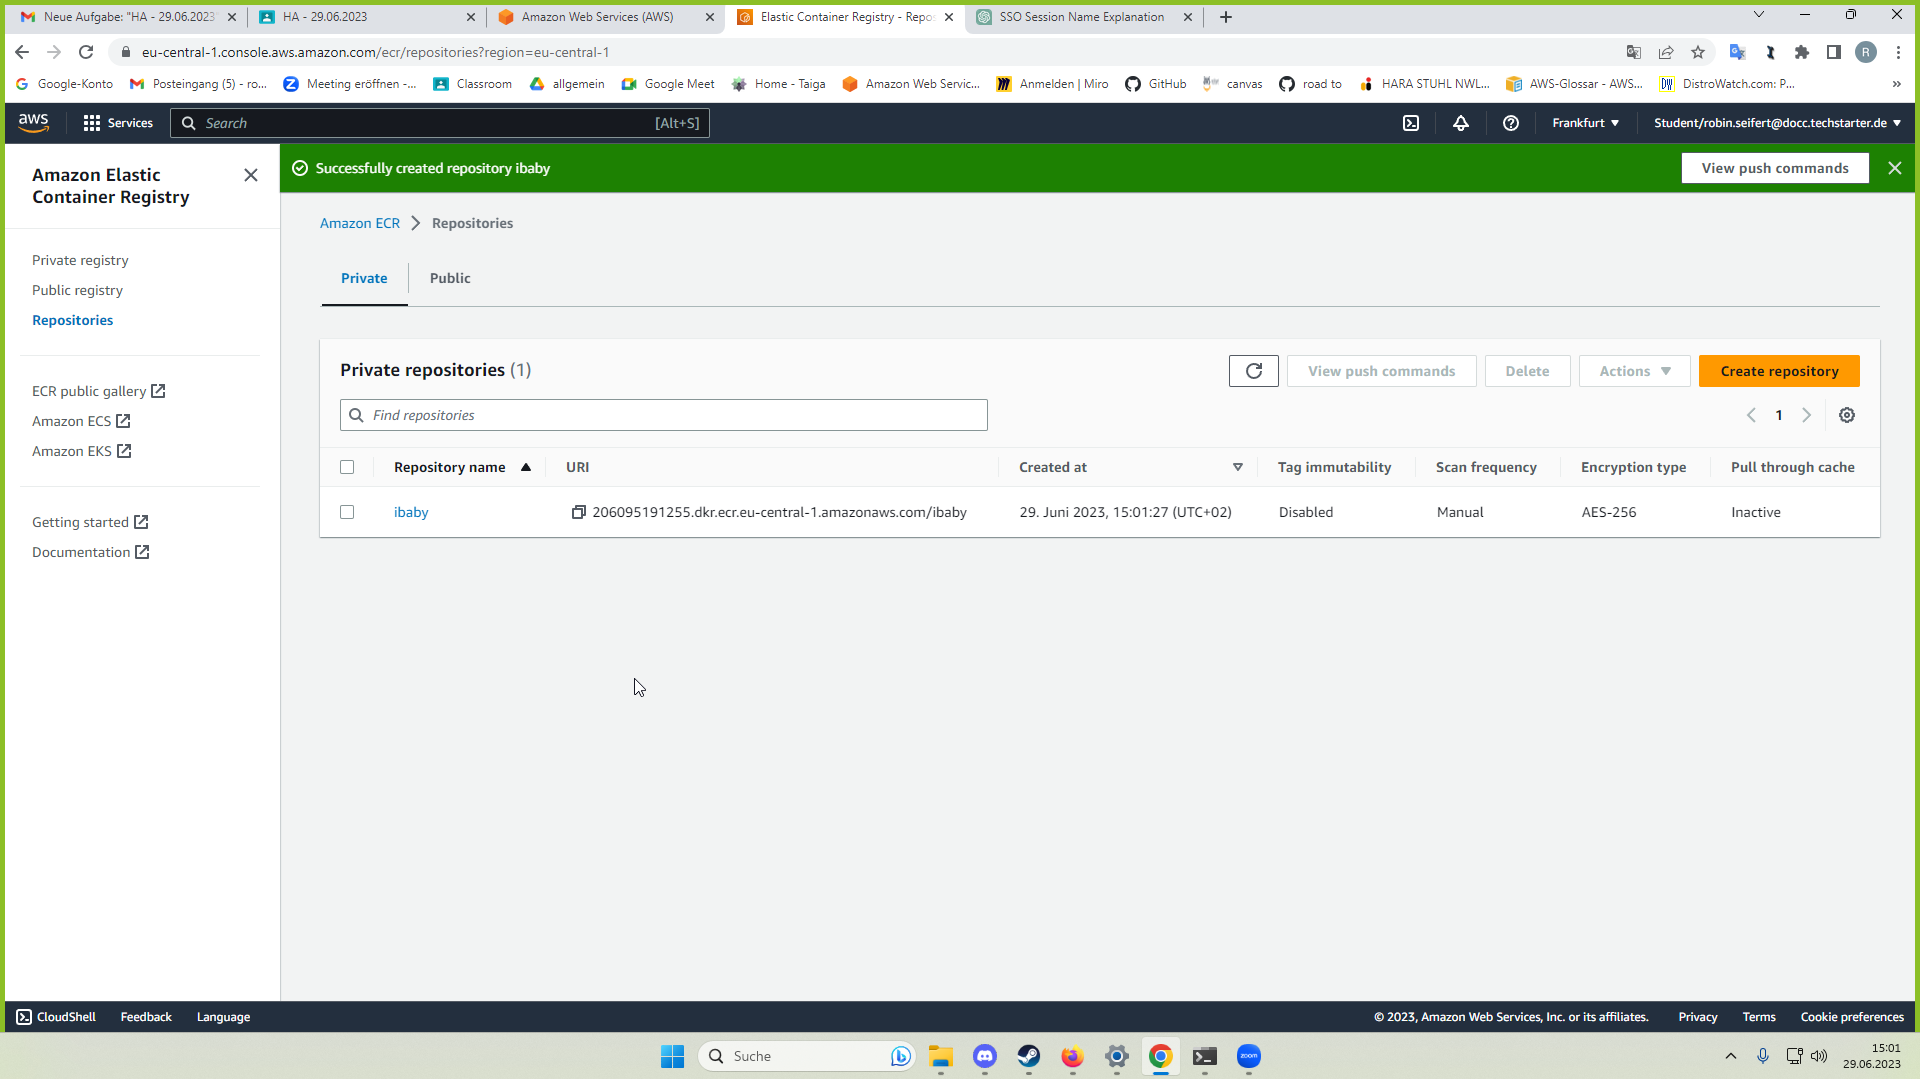 Neue Aufgabe: "HA - 29.06.2023"
HA - 29.06.2023
Amazon Web Services (AWS)
Elastic Container Registry - Repos
SSO Session Name Explanation
eu-central-1.console.aws.amazon.com/ecr/repositories?region=eu-central-1
R
Google-Konto
Posteingang (5) - ro...
Meeting eröffnen -...
Classroom
allgemein
Google Meet
Home - Taiga
Amazon Web Servic...
Anmelden | Miro
GitHub
canvas
road to
HARA STUHL NWL...
AWS-Glossar - AWS...
DistroWatch.com: P...
»
aws
Services
Search
[Alt+S]
Frankfurt
Student/robin.seifert@docc.techstarter.de
Amazon Elastic
Container Registry
Private registry
Public registry
Repositories
ECR public gallery
Amazon ECS
Amazon EKS
Getting started
Documentation
Successfully created repository ibaby
View push commands
Amazon ECR
Repositories
Private
Public
Private repositories (1)
View push commands
Delete
Actions
Create repository
Find repositories
1
Repository name
URI
Created at
Tag immutability
Scan frequency
Encryption type
Pull through cache
ibaby
206095191255.dkr.ecr.eu-central-1.amazonaws.com/ibaby
29. Juni 2023, 15:01:27 (UTC+02)
Disabled
Manual
AES-256
Inactive
CloudShell
Feedback
Language
© 2023, Amazon Web Services, Inc. or its affiliates.
Privacy
Terms
Cookie preferences
Suche
zoom
15:01
29.06.2023